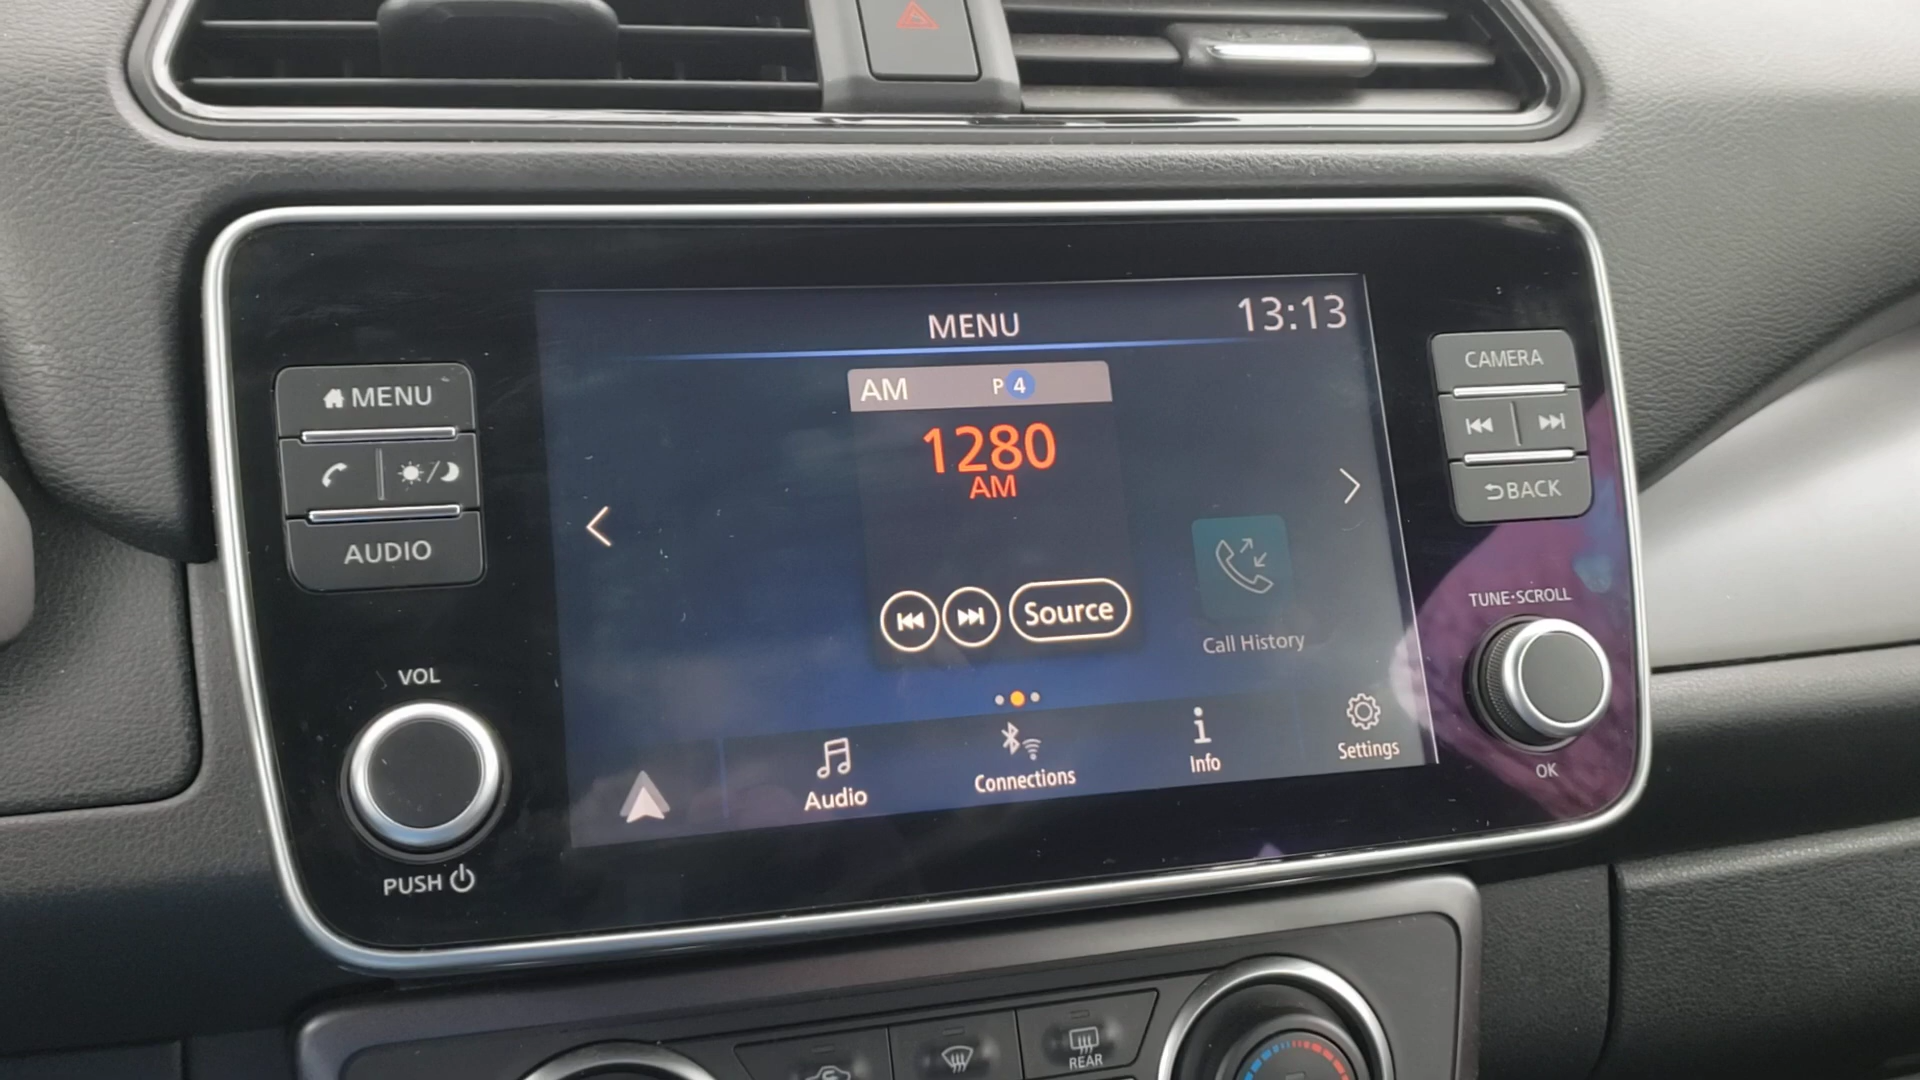 MENU
13:13
AM P 4
1280
AM
Source
Call History
Audio
Connections
Info
Settings
MENU
AUDIO
VOL
PUSH
CAMERA
BACK
TUNE·SCROLL
OK
REAR